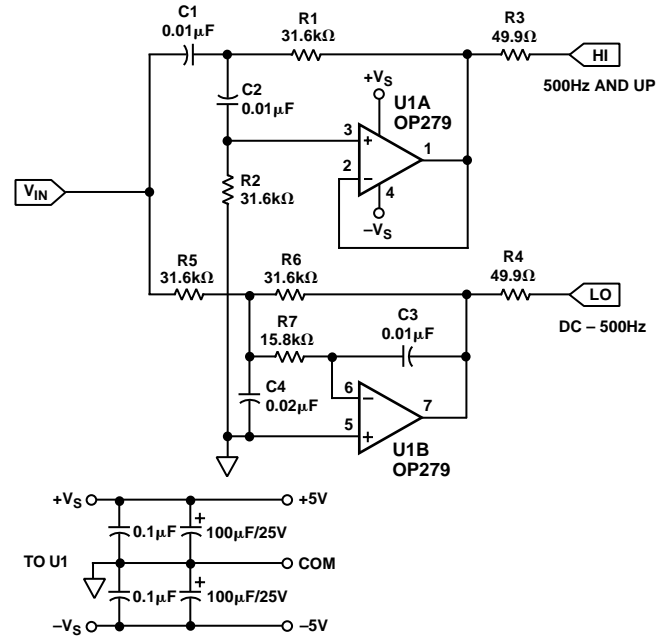 C1
0.01µF
R1
31.6kΩ
R3
49.9Ω
HI
500Hz AND UP
C2
0.01µF
+VS
U1A
OP279
3
+
1
2
−
4
−VS
R2
31.6kΩ
VIN
R5
31.6kΩ
R6
31.6kΩ
R4
49.9Ω
LO
DC – 500Hz
R7
15.8kΩ
C3
0.01µF
C4
0.02µF
6
−
7
5
+
U1B
OP279
+VS
+5V
0.1µF
+
100µF/25V
TO U1
COM
0.1µF
+
100µF/25V
−VS
–5V